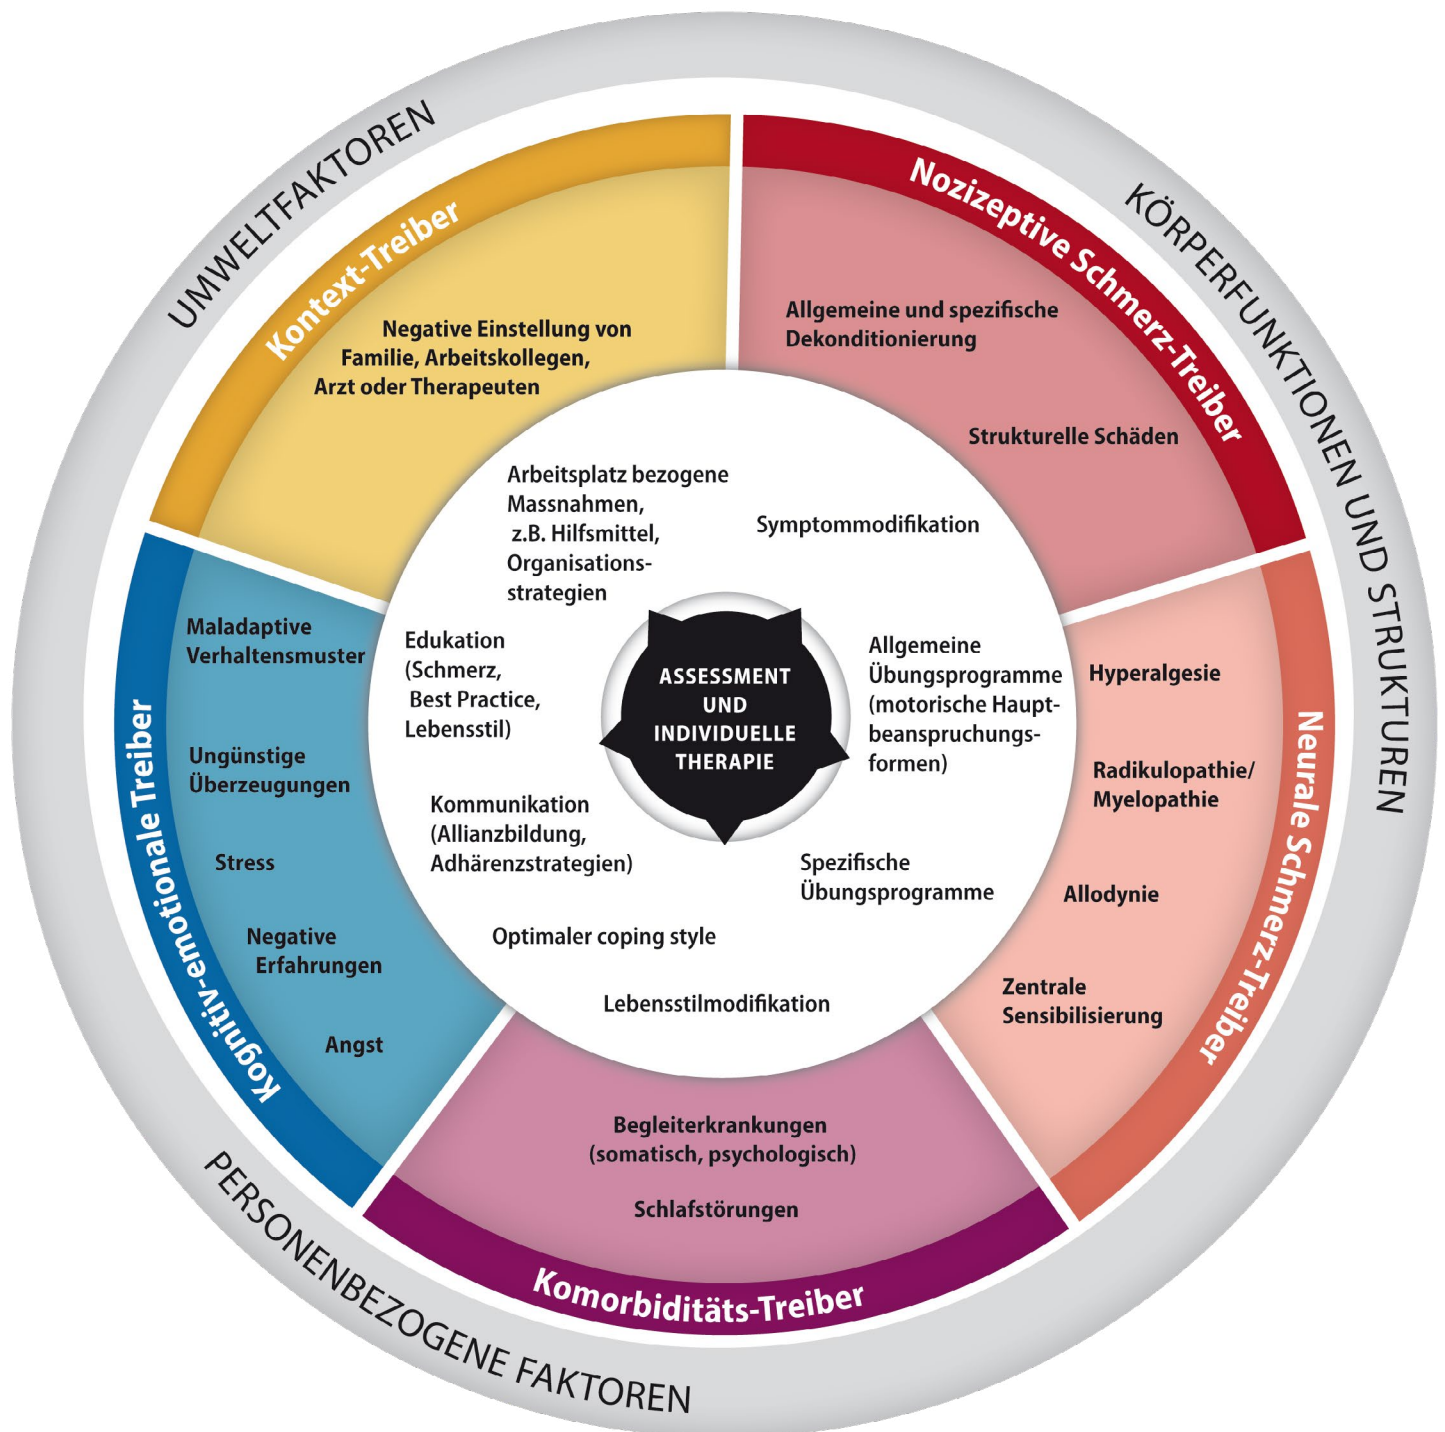 UMWELTFAKTOREN
KÖRPERFUNKTIONEN UND STRUKTUREN
PERSONENBEZOGENE FAKTOREN
Kontext-Treiber
Negative Einstellung von
Familie, Arbeitskollegen,
Arzt oder Therapeuten
Nozizeptive Schmerz-Treiber
Allgemeine und spezifische
Dekonditionierung
Strukturelle Schäden
Neurale Schmerz-Treiber
Hyperalgesie
Radikulopathie/
Myelopathie
Allodynie
Zentrale
Sensibilisierung
Komorbiditäts-Treiber
Begleiterkrankungen
(somatisch, psychologisch)
Schlafstörungen
Kognitiv-emotionale Treiber
Maladaptive
Verhaltensmuster
Ungünstige
Überzeugungen
Stress
Negative
Erfahrungen
Angst
Arbeitsplatz bezogene
Massnahmen,
z.B. Hilfsmittel,
Organisations-
strategien
Symptommodifikation
Edukation
(Schmerz,
Best Practice,
Lebensstil)
Allgemeine
Übungsprogramme
(motorische Haupt-
beanspruchungs-
formen)
Kommunikation
(Allianzbildung,
Adhärenzstrategien)
Spezifische
Übungsprogramme
Optimaler coping style
Lebensstilmodifikation
ASSESSMENT
UND
INDIVIDUELLE
THERAPIE